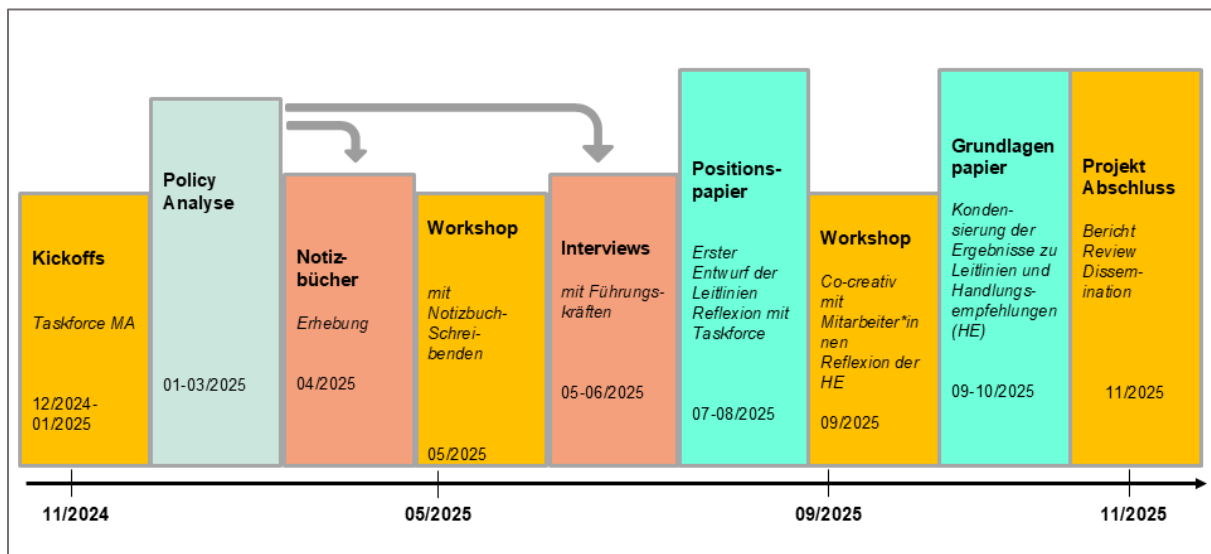 Kickoffs
Taskforce MA
12/2024-
01/2025
Policy
Analyse
01-03/2025
Notiz-
bücher
Erhebung
04/2025
Workshop
mit
Notizbuch-
Schrei-
benden
05/2025
Interviews
mit Führungs-
kräften
05-06/2025
Positions-
papier
Erster
Entwurf der
Leitlinien
Reflexion mit
Taskforce
07-08/2025
Workshop
Co-creativ
mit
Mitarbeiter*in
nen
Reflexion der
HE
09/2025
Grundlagen
papier
Konden-
sierung der
Ergebnisse zu
Leitlinien und
Handlungs-
empfehlungen
(HE)
09-10/2025
Projekt
Abschluss
Bericht
Review
Dissem-
ination
11/2025
11/2024
05/2025
09/2025
11/2025